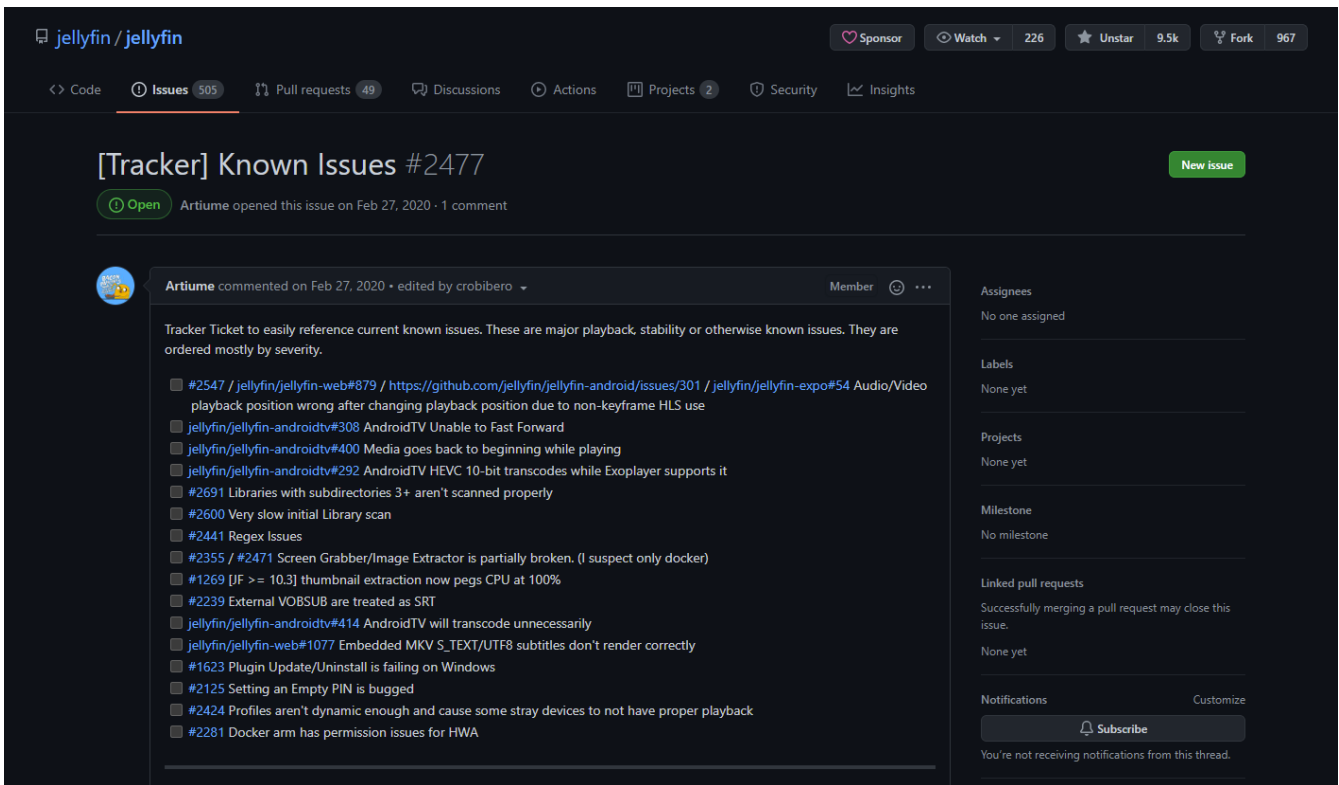 jellyfin / jellyfin
Sponsor
Watch 226
Unstar 9.5k
Fork 967
<> Code
Issues 505
Pull requests 49
Discussions
Actions
Projects 2
Security
Insights
[Tracker] Known Issues #2477
New issue
Open
Artiume opened this issue on Feb 27, 2020 · 1 comment
Artiume commented on Feb 27, 2020 • edited by crobibero
Member
Tracker Ticket to easily reference current known issues. These are major playback, stability or otherwise known issues. They are
ordered mostly by severity.
#2547 / jellyfin/jellyfin-web#879 / https://github.com/jellyfin/jellyfin-android/issues/301 / jellyfin/jellyfin-expo#54 Audio/Video
playback position wrong after changing playback position due to non-keyframe HLS use
jellyfin/jellyfin-androidtv#308 AndroidTV Unable to Fast Forward
jellyfin/jellyfin-androidtv#400 Media goes back to beginning while playing
jellyfin/jellyfin-androidtv#292 AndroidTV HEVC 10-bit transcodes while Exoplayer supports it
#2691 Libraries with subdirectories 3+ aren't scanned properly
#2600 Very slow initial Library scan
#2441 Regex Issues
#2355 / #2471 Screen Grabber/Image Extractor is partially broken. (I suspect only docker)
#1269 [JF >= 10.3] thumbnail extraction now pegs CPU at 100%
#2239 External VOBSUB are treated as SRT
jellyfin/jellyfin-androidtv#414 AndroidTV will transcode unnecessarily
jellyfin/jellyfin-web#1077 Embedded MKV S_TEXT/UTF8 subtitles don't render correctly
#1623 Plugin Update/Uninstall is failing on Windows
#2125 Setting an Empty PIN is bugged
#2424 Profiles aren't dynamic enough and cause some stray devices to not have proper playback
#2281 Docker arm has permission issues for HWA
Assignees
No one assigned
Labels
None yet
Projects
None yet
Milestone
No milestone
Linked pull requests
Successfully merging a pull request may close this
issue.
None yet
Notifications
Customize
Subscribe
You're not receiving notifications from this thread.